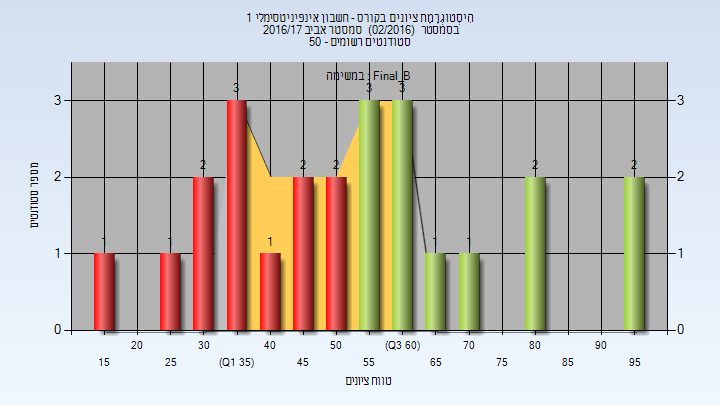 היסטוגרמת ציונים בקורס - חשבון אינפיניטסימלי 1
בסמסטר (02/2016) סמסטר אביב 2016/17
סטודנטים רשומים - 50
במשימה : Final_B
מספר סטודנטים
3
2
1
0
3
2
1
0
1
1
2
3
1
2
2
3
3
1
1
2
2
20 30 40 50 (Q3 60) 70 80 90
15 25 (Q1 35) 45 55 65 75 85 95
טווח ציונים